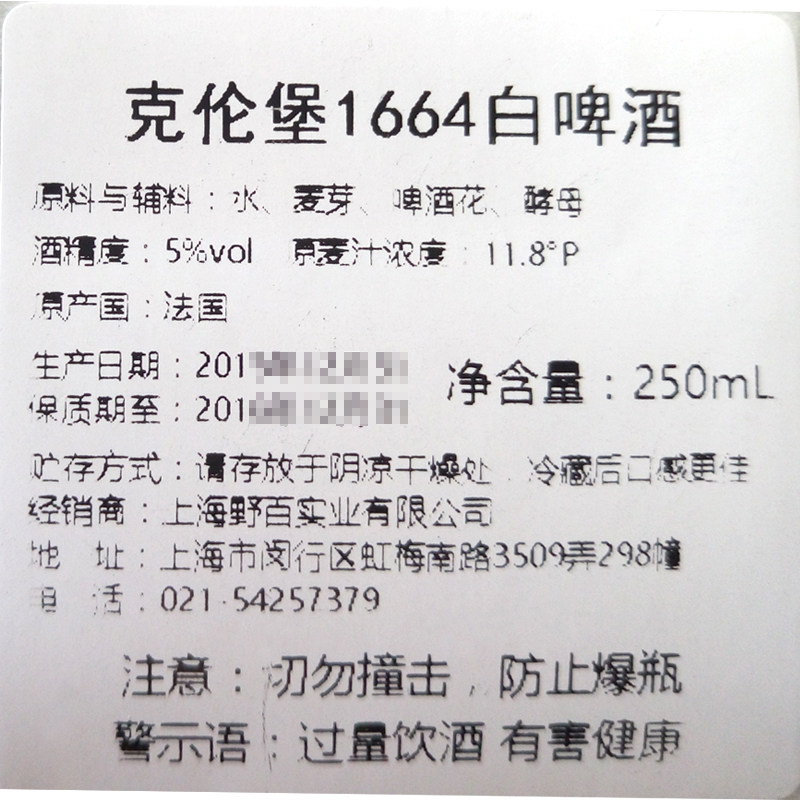 克伦堡1664白啤酒
原料与辅料：水、麦芽、啤酒花、酵母
酒精度：5%vol 原麦汁浓度：11.8°P
原产国：法国
生产日期：201
保质期至：201
净含量：250mL
贮存方式：请存放于阴凉干燥处，冷藏后口感更佳
经销商：上海野百实业有限公司
地 址：上海市闵行区虹梅南路3509弄298幢
电 话：021-54257379
注意：切勿撞击，防止爆瓶
警示语：过量饮酒 有害健康